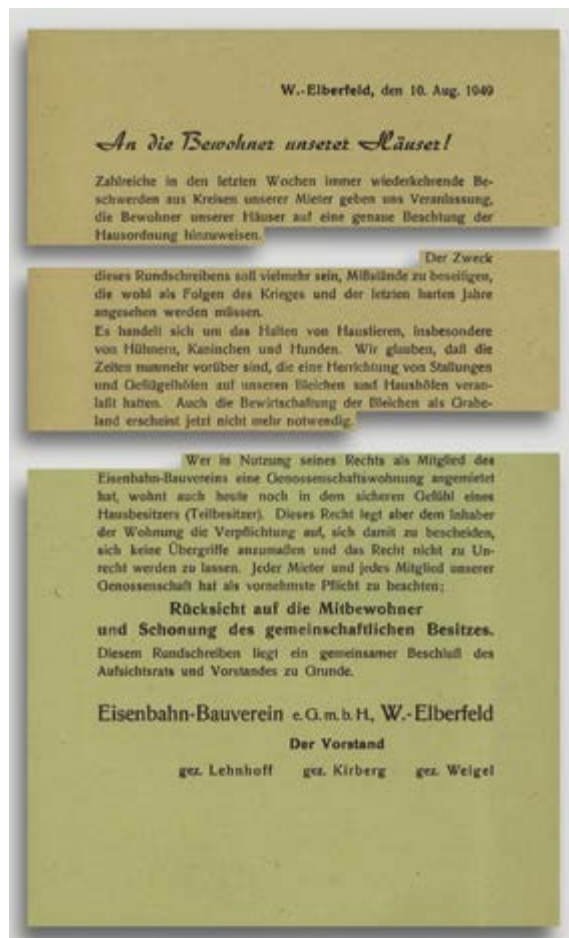 W.-Elberfeld, den 10. Aug. 1949
An die Bewohner unserer Häuser!
Zahlreiche in den letzten Wochen immer wiederkehrende Be-
schwerden aus Kreisen unserer Mieter geben uns Veranlassung,
die Bewohner unserer Häuser auf eine genaue Beachtung der
Hausordnung hinzuweisen.
Der Zweck
dieses Rundschreibens soll vielmehr sein, Mißstände zu beseitigen,
die wohl als Folgen des Krieges und der letzten harten Jahre
angesehen werden müssen.
Es handelt sich um das Halten von Haustieren, insbesondere
von Hühnern, Kaninchen und Hunden. Wir glauben, daß die
Zeiten nunmehr vorüber sind, die eine Herrichtung von Stallungen
und Geflügelhöfen auf unseren Bleichen und Haushöfen veran-
laßt hatten. Auch die Bewirtschaftung der Bleichen als Grabe-
land erscheint jetzt nicht mehr notwendig.
Wer in Nutzung seines Rechts als Mitglied des
Eisenbahn-Bauvereins eine Genossenschaftswohnung angemietet
hat, wohnt auch heute noch in dem sicheren Gefühl eines
Hausbesitzers (Teilbesitzer). Dieses Recht legt aber dem Inhaber
der Wohnung die Verpflichtung auf, sich damit zu bescheiden,
sich keine Übergriffe anzumaßen und das Recht nicht zu Un-
recht werden zu lassen. Jeder Mieter und jedes Mitglied unserer
Genossenschaft hat als vornehmste Pflicht zu beachten:
Rücksicht auf die Mitbewohner
und Schonung des gemeinschaftlichen Besitzes.
Diesem Rundschreiben liegt ein gemeinsamer Beschluß des
Aufsichtsrats und Vorstandes zu Grunde.
Eisenbahn-Bauverein e.G.m.b.H., W.-Elberfeld
Der Vorstand
gez. Lehnhoff gez. Kirberg gez. Weigel